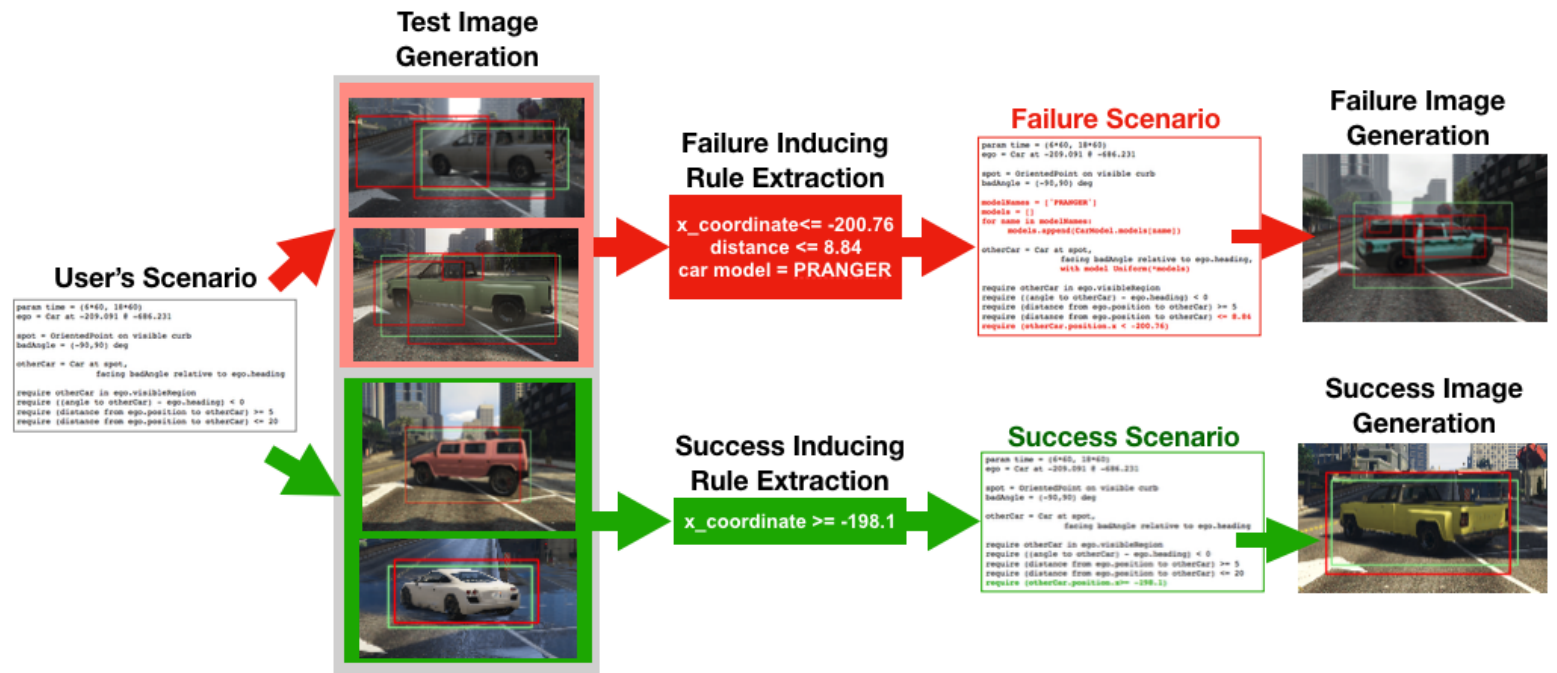 Test Image
Generation
User's Scenario
param time = (6*60, 18*60)
ego = Car at -209.091 @ -686.231
spot = OrientedPoint on visible curb
badAngle = (-90,90) deg
otherCar = Car at spot,
facing badAngle relative to ego.heading
require otherCar in ego.visibleRegion
require ((angle to otherCar) - ego.heading) < 0
require (distance from ego.position to otherCar) >= 5
require (distance from ego.position to otherCar) <= 20
Failure Inducing
Rule Extraction
x_coordinate<= -200.76
distance <= 8.84
car model = PRANGER
Failure Scenario
param time = (6*60, 18*60)
ego = Car at -209.091 @ -686.231
spot = OrientedPoint on visible curb
badAngle = (-90,90) deg
modelNames = ['PRANGER']
models = []
for name in modelNames:
models.append(CarModel.models[name])
otherCar = Car at spot,
facing badAngle relative to ego.heading,
with model Uniform(*models)
require otherCar in ego.visibleRegion
require ((angle to otherCar) - ego.heading) < 0
require (distance from ego.position to otherCar) >= 5
require (distance from ego.position to otherCar) <= 8.84
require (otherCar.position.x < -200.76)
Failure Image
Generation
Success Inducing
Rule Extraction
x_coordinate >= -198.1
Success Scenario
param time = (6*60, 18*60)
ego = Car at -209.091 @ -686.231
spot = OrientedPoint on visible curb
badAngle = (-90,90) deg
otherCar = Car at spot,
facing badAngle relative to ego.heading
require otherCar in ego.visibleRegion
require ((angle to otherCar) - ego.heading) < 0
require (distance from ego.position to otherCar) >= 5
require (distance from ego.position to otherCar) <= 20
require (otherCar.position.x>= -198.1)
Success Image
Generation